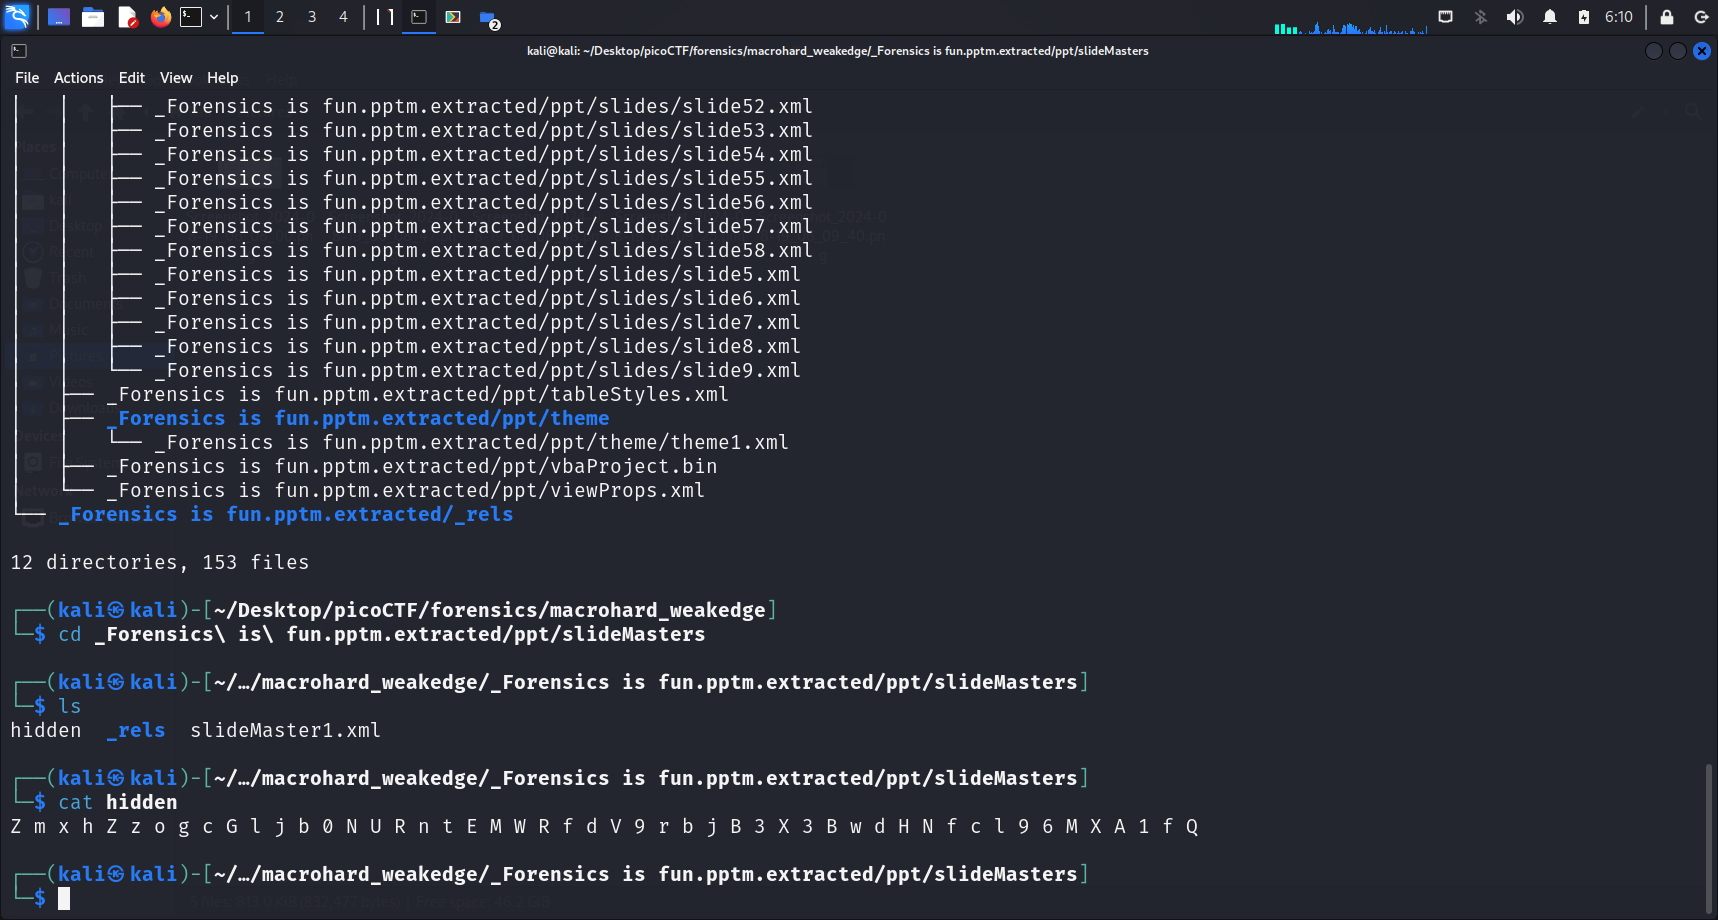 1 2 3 4
2
6:10
kali@kali: ~/Desktop/picoCTF/forensics/macrohard_weakedge/_Forensics is fun.pptm.extracted/ppt/slideMasters
File Actions Edit View Help
├── _Forensics is fun.pptm.extracted/ppt/slides/slide52.xml
├── _Forensics is fun.pptm.extracted/ppt/slides/slide53.xml
├── _Forensics is fun.pptm.extracted/ppt/slides/slide54.xml
├── _Forensics is fun.pptm.extracted/ppt/slides/slide55.xml
├── _Forensics is fun.pptm.extracted/ppt/slides/slide56.xml
├── _Forensics is fun.pptm.extracted/ppt/slides/slide57.xml
├── _Forensics is fun.pptm.extracted/ppt/slides/slide58.xml
├── _Forensics is fun.pptm.extracted/ppt/slides/slide5.xml
├── _Forensics is fun.pptm.extracted/ppt/slides/slide6.xml
├── _Forensics is fun.pptm.extracted/ppt/slides/slide7.xml
├── _Forensics is fun.pptm.extracted/ppt/slides/slide8.xml
└── _Forensics is fun.pptm.extracted/ppt/slides/slide9.xml
├── _Forensics is fun.pptm.extracted/ppt/tableStyles.xml
├── _Forensics is fun.pptm.extracted/ppt/theme
└── _Forensics is fun.pptm.extracted/ppt/theme/theme1.xml
├── _Forensics is fun.pptm.extracted/ppt/vbaProject.bin
└── _Forensics is fun.pptm.extracted/ppt/viewProps.xml
└── _Forensics is fun.pptm.extracted/_rels
12 directories, 153 files
┌──(kali㉿kali)-[~/Desktop/picoCTF/forensics/macrohard_weakedge]
└─$ cd _Forensics\ is\ fun.pptm.extracted/ppt/slideMasters
┌──(kali㉿kali)-[~/…/macrohard_weakedge/_Forensics is fun.pptm.extracted/ppt/slideMasters]
└─$ ls
hidden _rels slideMaster1.xml
┌──(kali㉿kali)-[~/…/macrohard_weakedge/_Forensics is fun.pptm.extracted/ppt/slideMasters]
└─$ cat hidden
Z m x h Z z o g c G l j b 0 N U R n t E M W R f d V 9 r b j B 3 X 3 B w d H N f c l 9 6 M X A 1 f Q
┌──(kali㉿kali)-[~/…/macrohard_weakedge/_Forensics is fun.pptm.extracted/ppt/slideMasters]
└─$